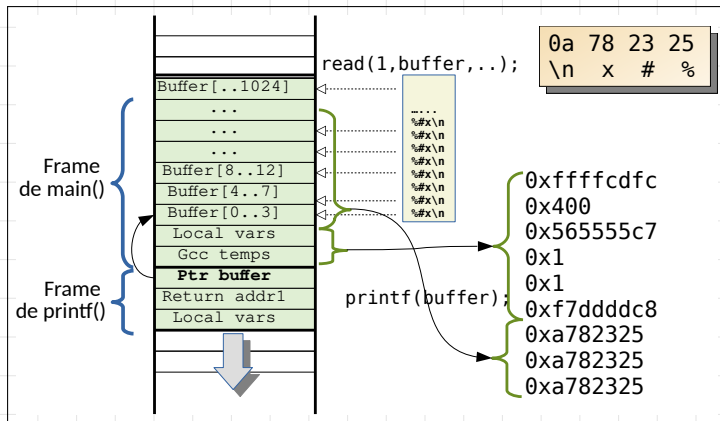 0a 78 23 25
\n x # %
read(1,buffer,..);
Buffer[..1024]
...
...
...
Buffer[8..12]
Buffer[4..7]
Buffer[0..3]
Local vars
Gcc temps
Ptr buffer
Return addr1
Local vars
Frame
de main()
Frame
de printf()
…...
%#x\n
%#x\n
%#x\n
%#x\n
%#x\n
%#x\n
%#x\n
%#x\n
printf(buffer);
0xffffcdfc
0x400
0x565555c7
0x1
0x1
0xf7ddddc8
0xa782325
0xa782325
0xa782325